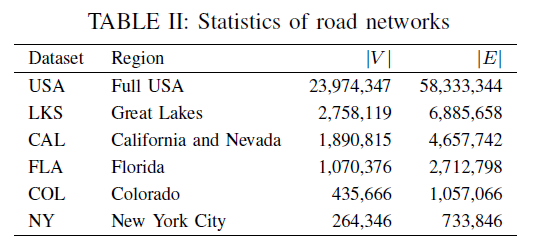 TABLE II: Statistics of road networks
Dataset Region |V| |E|
USA Full USA 23,974,347 58,333,344
LKS Great Lakes 2,758,119 6,885,658
CAL California and Nevada 1,890,815 4,657,742
FLA Florida 1,070,376 2,712,798
COL Colorado 435,666 1,057,066
NY New York City 264,346 733,846